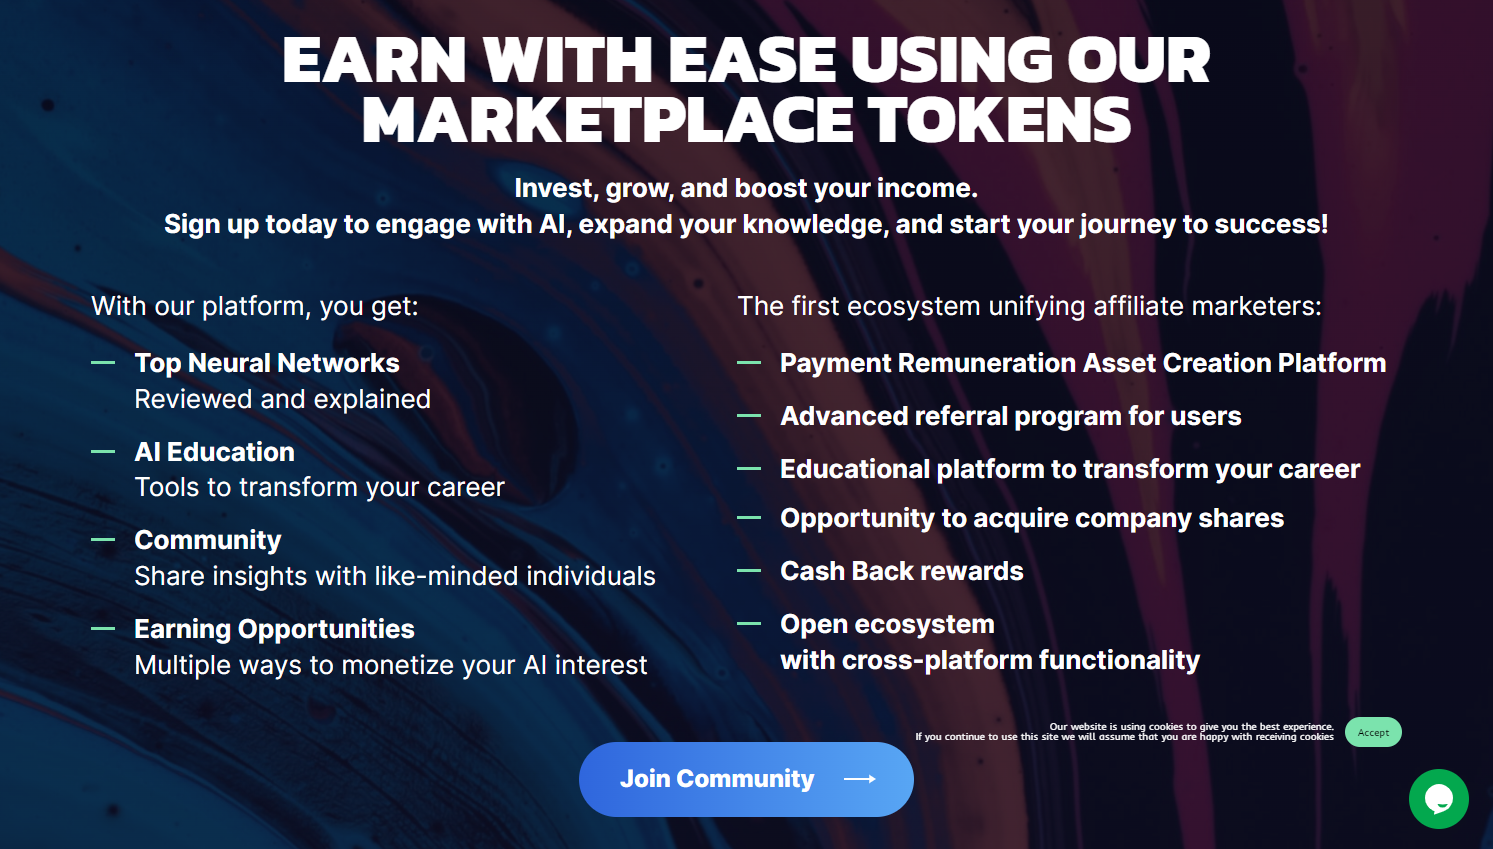 EARN WITH EASE USING OUR
MARKETPLACE TOKENS
Invest, grow, and boost your income.
Sign up today to engage with AI, expand your knowledge, and start your journey to success!
With our platform, you get:
Top Neural Networks
Reviewed and explained
AI Education
Tools to transform your career
Community
Share insights with like-minded individuals
Earning Opportunities
Multiple ways to monetize your AI interest
The first ecosystem unifying affiliate marketers:
Payment Remuneration Asset Creation Platform
Advanced referral program for users
Educational platform to transform your career
Opportunity to acquire company shares
Cash Back rewards
Open ecosystem
with cross-platform functionality
Our website is using cookies to give you the best experience.
If you continue to use this site we will assume that you are happy with receiving cookies
Accept
Join Community